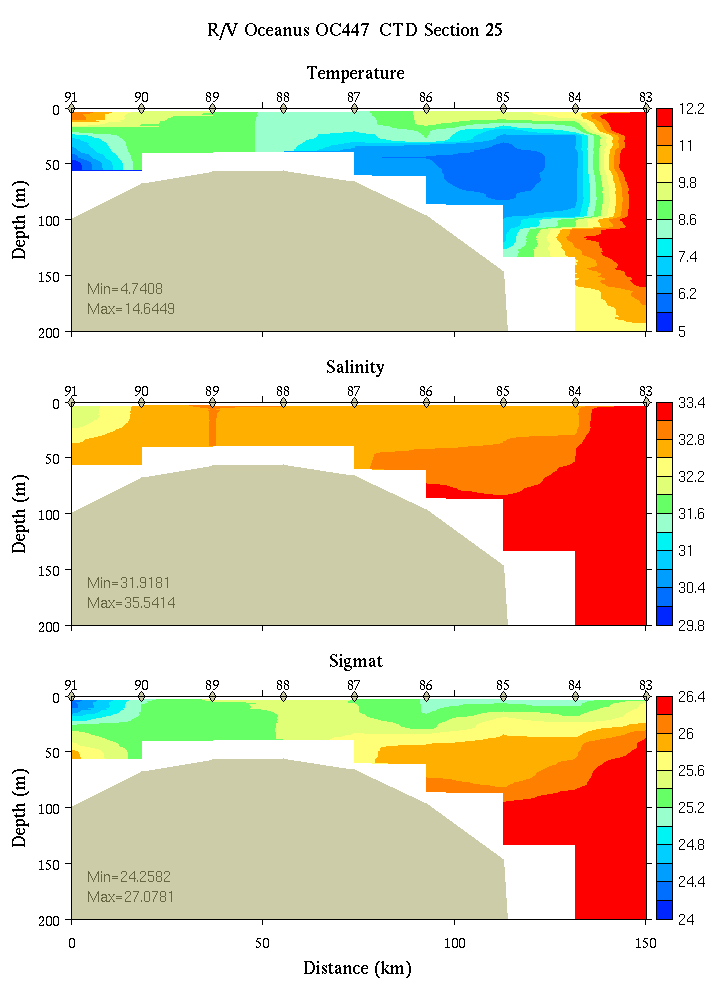 R/V Oceanus OC447 CTD Section 25
Temperature
91 90 89 88 87 86 85 84 83
0
50
100
150
200
Depth (m)
Min=4.7408
Max=14.6449
12.2
11
9.8
8.6
7.4
6.2
5
Salinity
91 90 89 88 87 86 85 84 83
0
50
100
150
200
Depth (m)
Min=31.9181
Max=35.5414
33.4
32.8
32.2
31.6
31
30.4
29.8
Sigmat
91 90 89 88 87 86 85 84 83
0
50
100
150
200
Depth (m)
Min=24.2582
Max=27.0781
26.4
26
25.6
25.2
24.8
24.4
24
0 50 100 150
Distance (km)